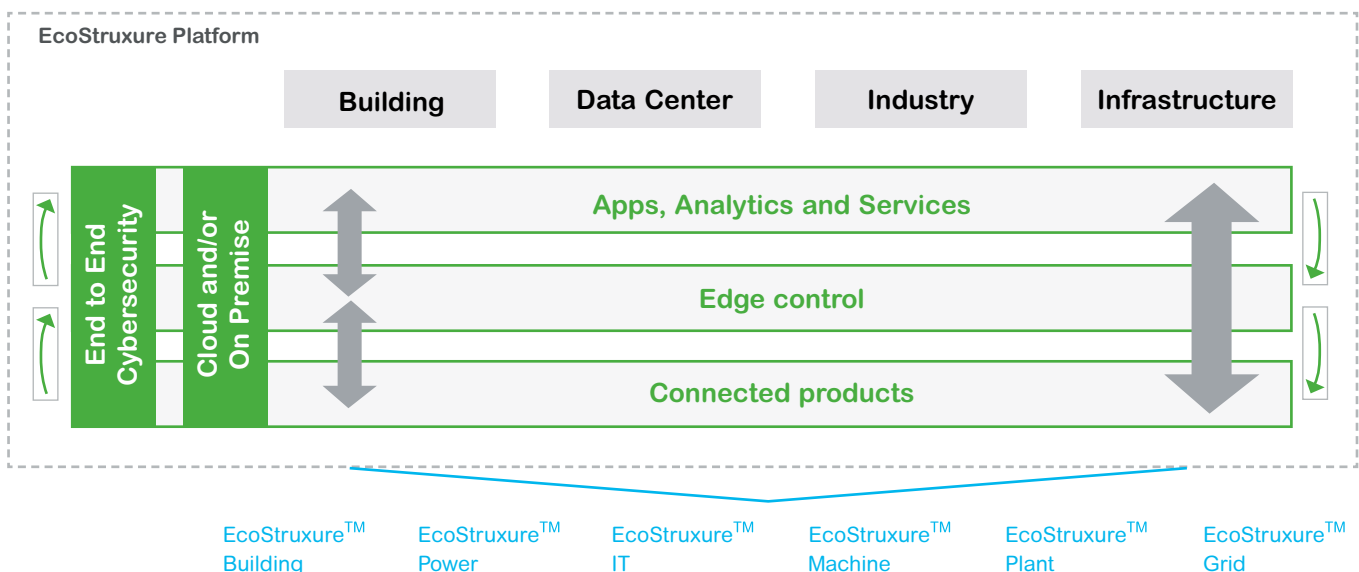 EcoStruxure Platform
Building
Data Center
Industry
Infrastructure
End to End
Cybersecurity
Cloud and/or
On Premise
Apps, Analytics and Services
Edge control
Connected products
EcoStruxure™
Building
EcoStruxure™
Power
EcoStruxure™
IT
EcoStruxure™
Machine
EcoStruxure™
Plant
EcoStruxure™
Grid